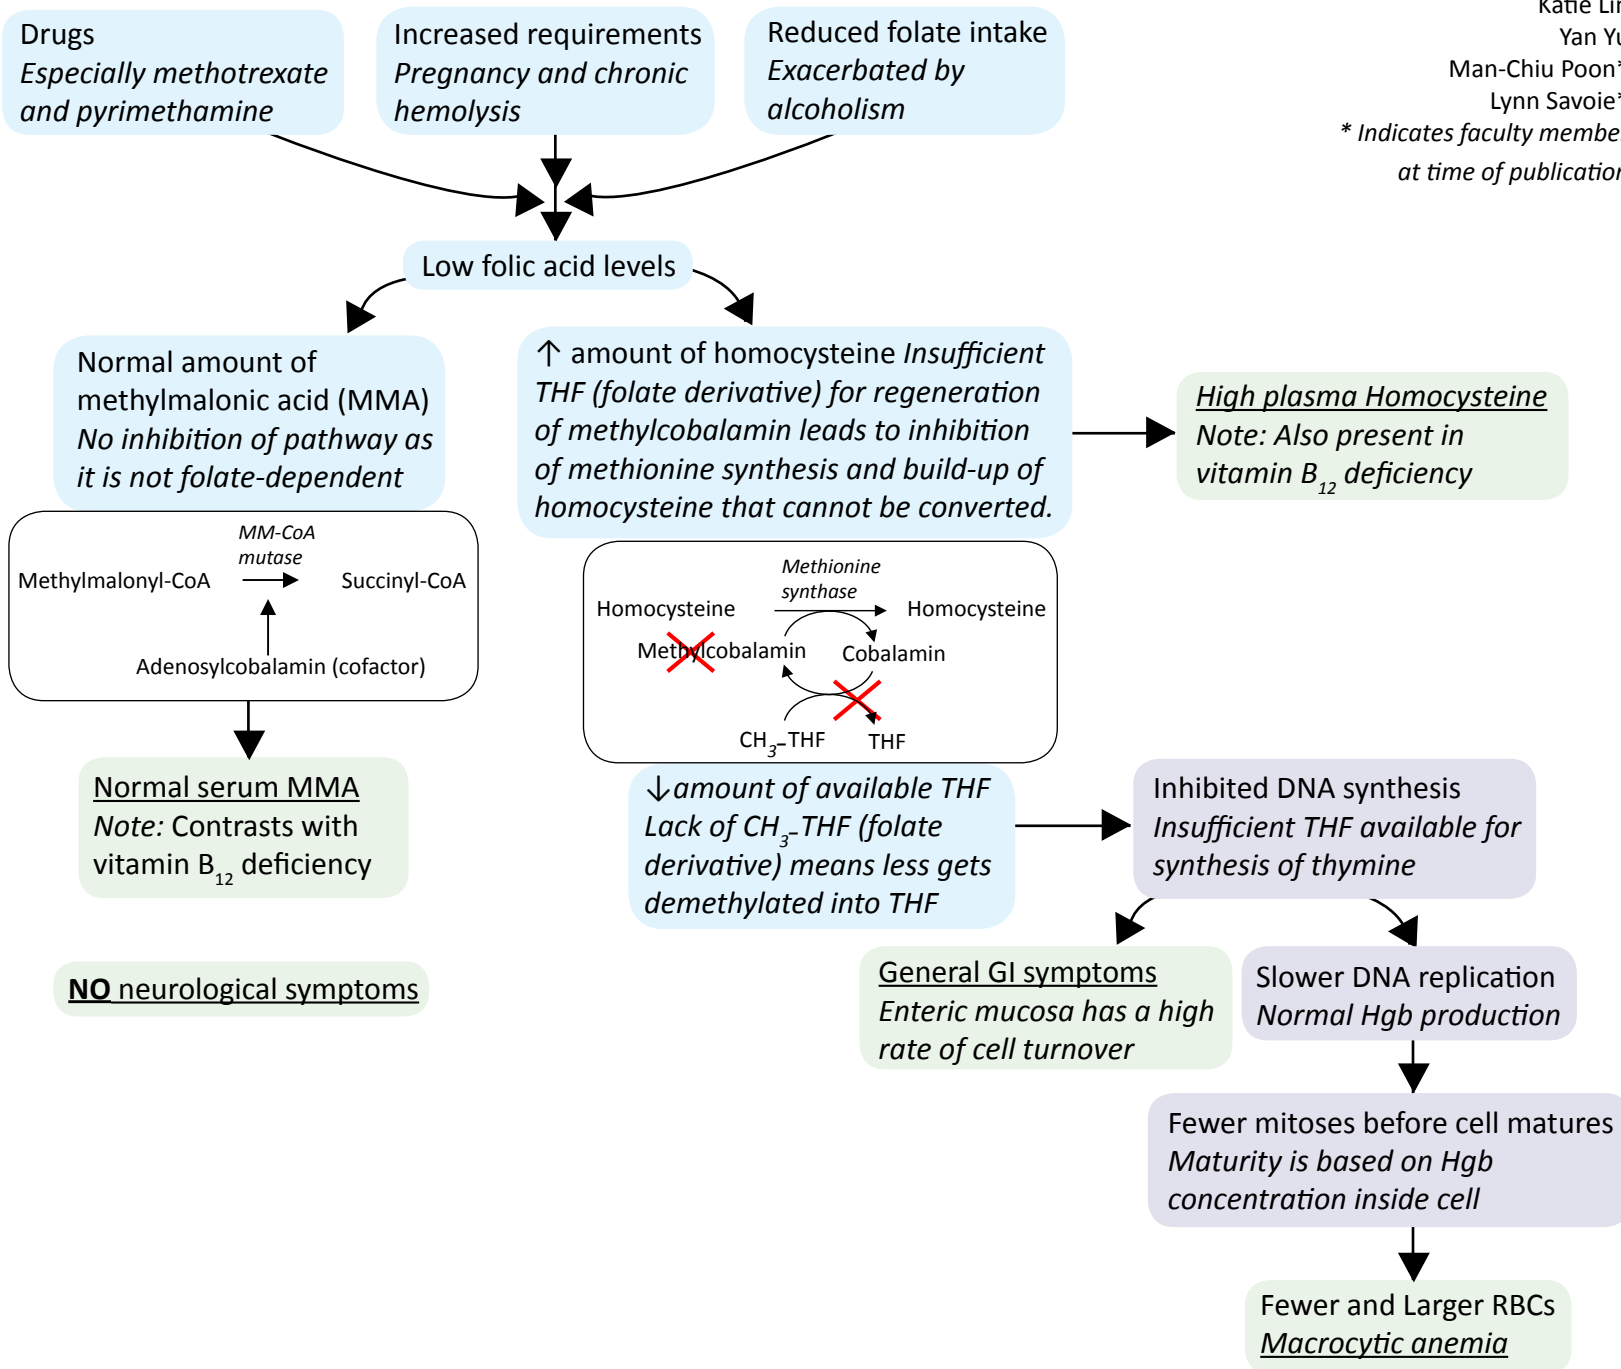 Katie Lin
Yan Yu
Man-Chiu Poon*
Lynn Savoie*
* Indicates faculty member
at time of publication
Drugs
Especially methotrexate
and pyrimethamine
Increased requirements
Pregnancy and chronic
hemolysis
Reduced folate intake
Exacerbated by
alcoholism
Low folic acid levels
Normal amount of
methylmalonic acid (MMA)
No inhibition of pathway as
it is not folate-dependent
↑ amount of homocysteine Insufficient
THF (folate derivative) for regeneration
of methylcobalamin leads to inhibition
of methionine synthesis and build-up of
homocysteine that cannot be converted.
High plasma Homocysteine
Note: Also present in
vitamin B12 deficiency
MM-CoA
mutase
Methylmalonyl-CoA
Succinyl-CoA
Adenosylcobalamin (cofactor)
Methionine
synthase
Homocysteine
Homocysteine
Methylcobalamin
Cobalamin
CH3-THF
THF
Normal serum MMA
Note: Contrasts with
vitamin B12 deficiency
↓amount of available THF
Lack of CH3-THF (folate
derivative) means less gets
demethylated into THF
Inhibited DNA synthesis
Insufficient THF available for
synthesis of thymine
NO neurological symptoms
General GI symptoms
Enteric mucosa has a high
rate of cell turnover
Slower DNA replication
Normal Hgb production
Fewer mitoses before cell matures
Maturity is based on Hgb
concentration inside cell
Fewer and Larger RBCs
Macrocytic anemia